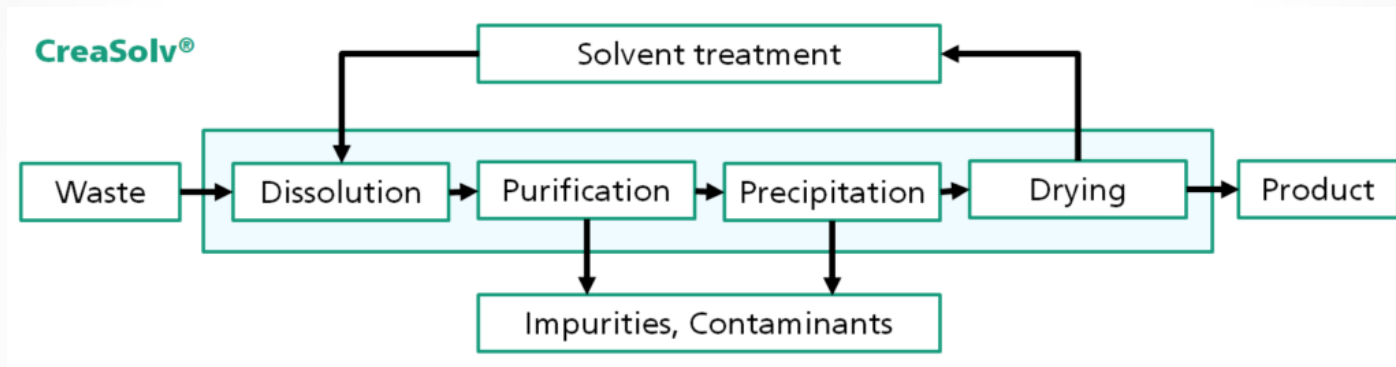 CreaSolv®
Solvent treatment
Waste
Dissolution
Purification
Precipitation
Drying
Product
Impurities, Contaminants